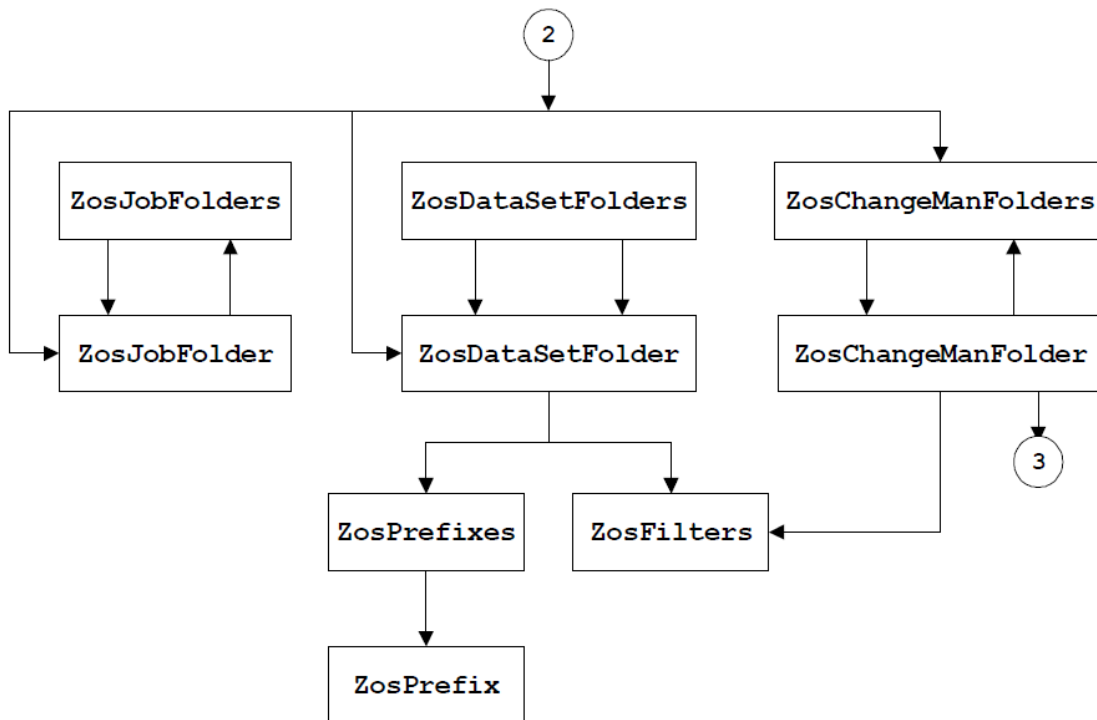 2
ZosJobFolders
ZosDataSetFolders
ZosChangeManFolders
ZosJobFolder
ZosDataSetFolder
ZosChangeManFolder
3
ZosPrefixes
ZosFilters
ZosPrefix